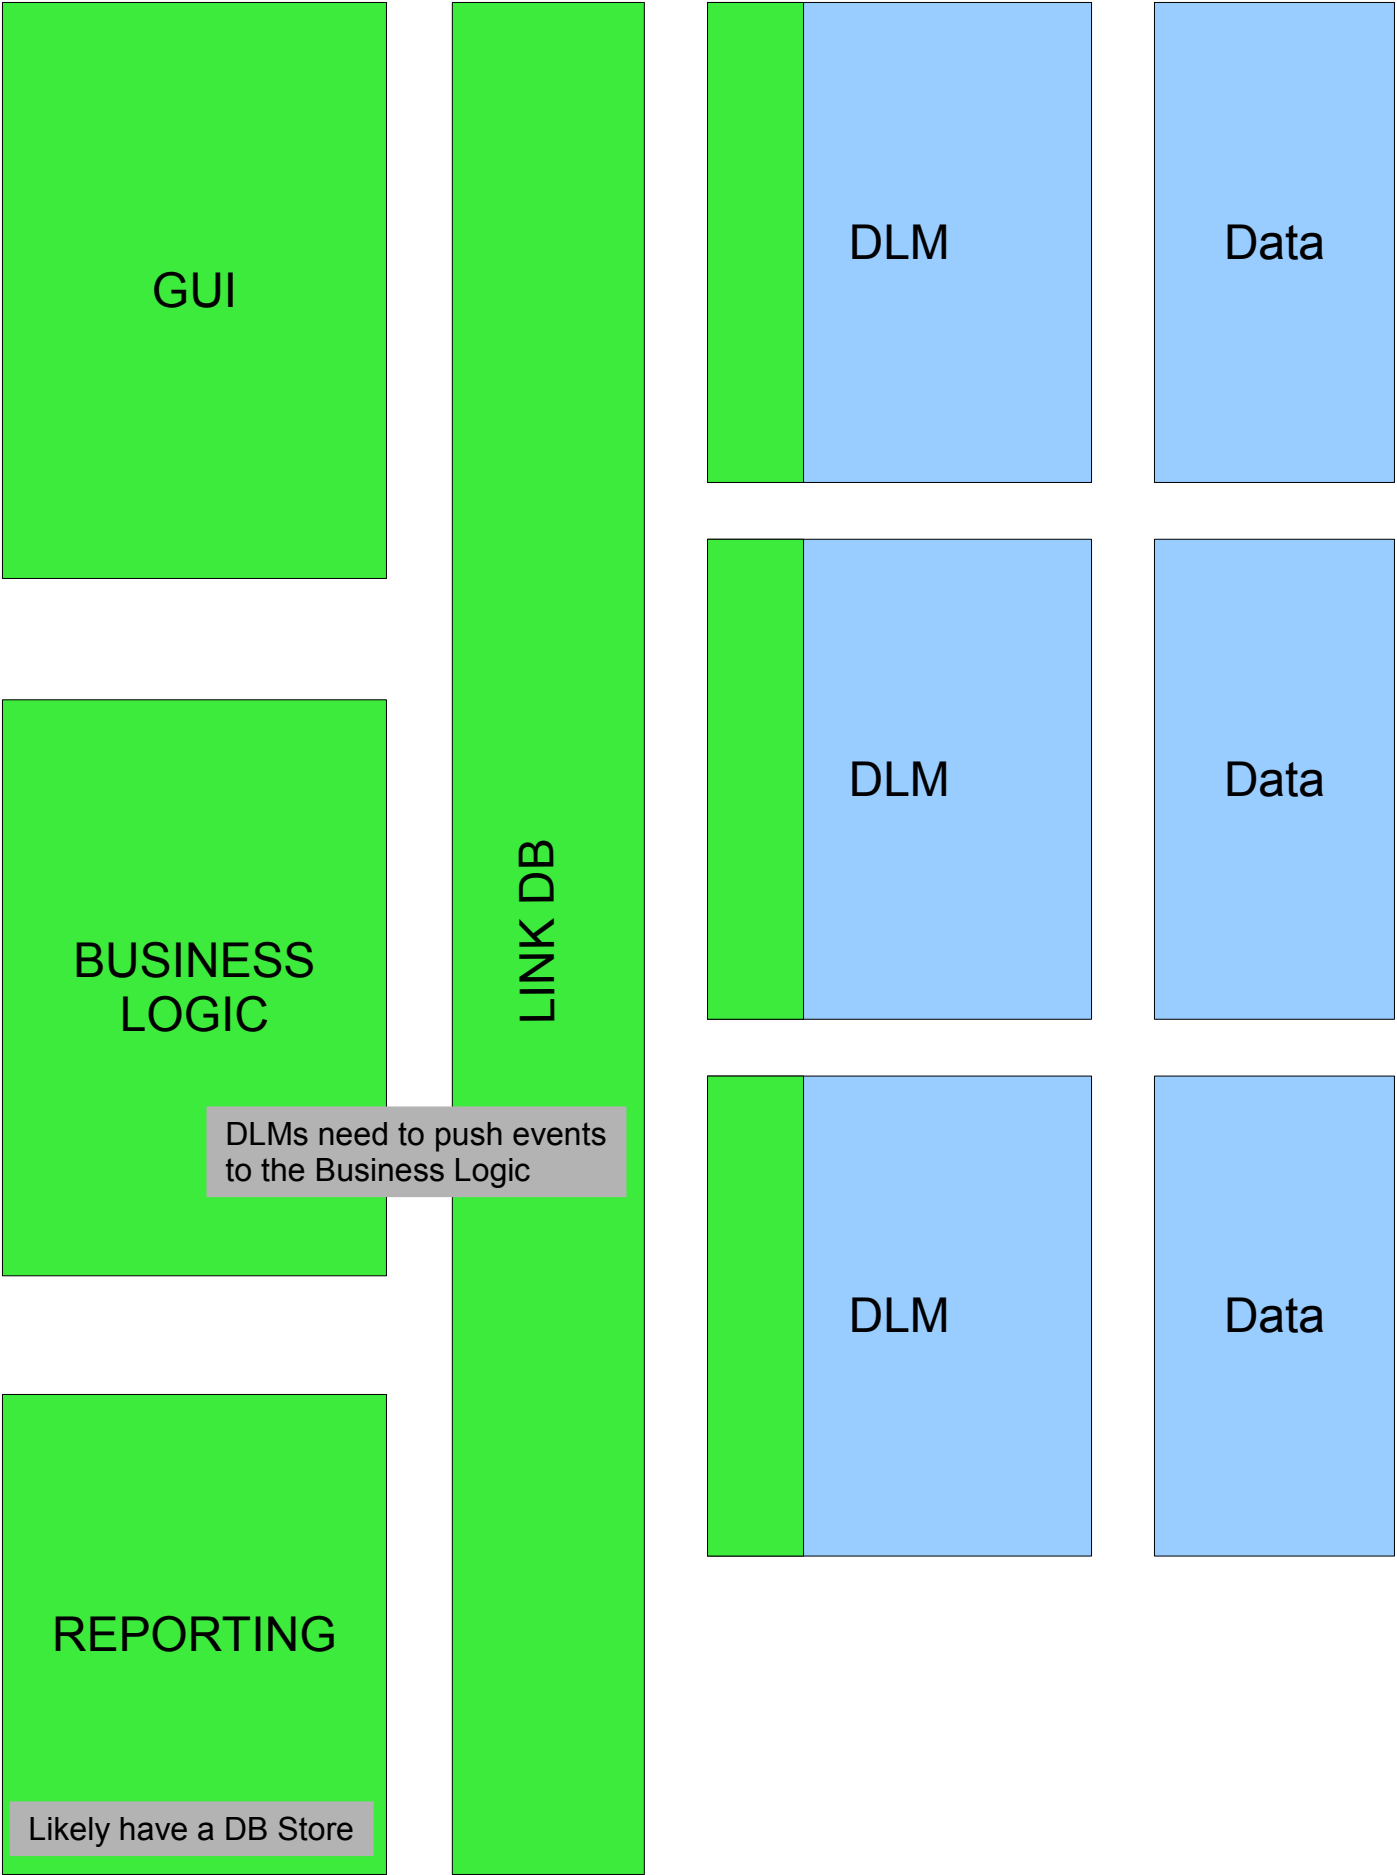 GUI
DLM
Data
BUSINESS
LOGIC
LINK DB
DLM
Data
DLMs need to push events
to the Business Logic
DLM
Data
REPORTING
Likely have a DB Store